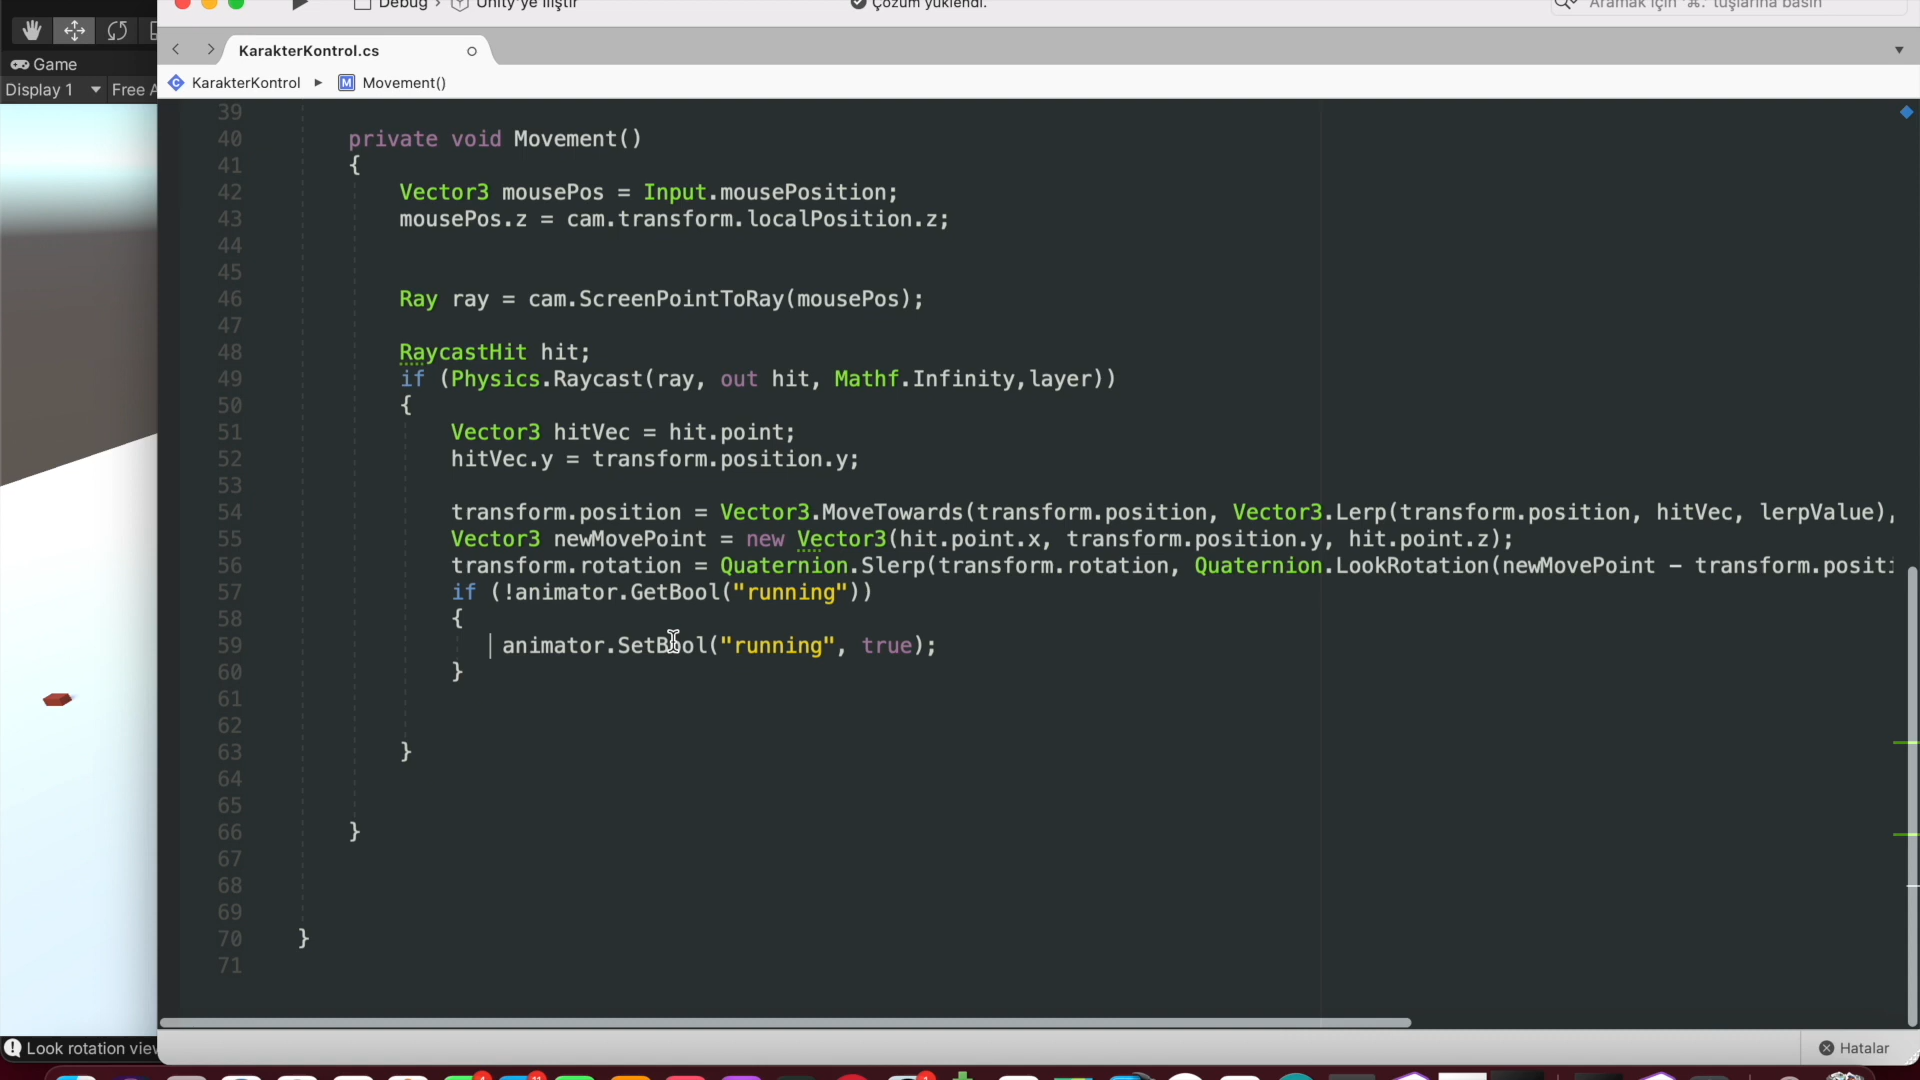 Debug › Unity'ye iliştir
Çözüm yüklendi.
Aramak için '⌘.' tuşlarına basın
KarakterKontrol.cs
Game
KarakterKontrol ▸ M Movement()
Display 1 Free A
39
40 private void Movement()
41 {
42 Vector3 mousePos = Input.mousePosition;
43 mousePos.z = cam.transform.localPosition.z;
44
45
46 Ray ray = cam.ScreenPointToRay(mousePos);
47
48 RaycastHit hit;
49 if (Physics.Raycast(ray, out hit, Mathf.Infinity,layer))
50 {
51 Vector3 hitVec = hit.point;
52 hitVec.y = transform.position.y;
53
54 transform.position = Vector3.MoveTowards(transform.position, Vector3.Lerp(transform.position, hitVec, lerpValue),
55 Vector3 newMovePoint = new Vector3(hit.point.x, transform.position.y, hit.point.z);
56 transform.rotation = Quaternion.Slerp(transform.rotation, Quaternion.LookRotation(newMovePoint - transform.positi
57 if (!animator.GetBool("running"))
58 {
59 animator.SetBool("running", true);
60 }
61
62
63 }
64
65
66 }
67
68
69
70 }
71
Look rotation view
Hatalar